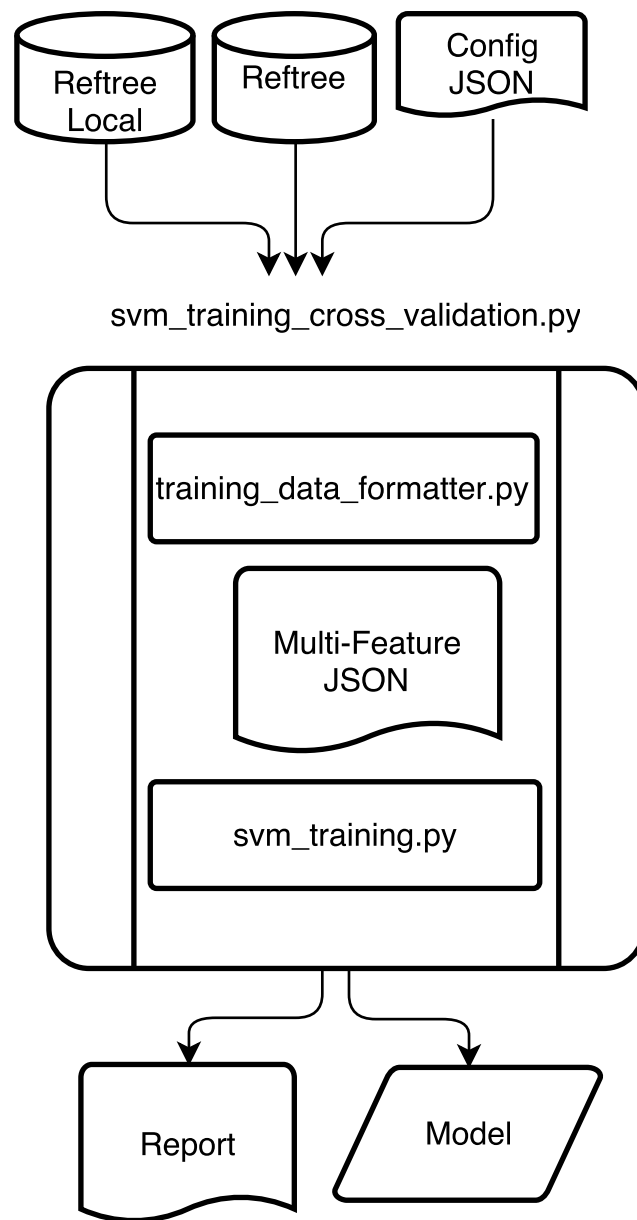 Reftree
Local
Reftree
Config
JSON
svm_training_cross_validation.py
training_data_formatter.py
Multi-Feature
JSON
svm_training.py
Report
Model